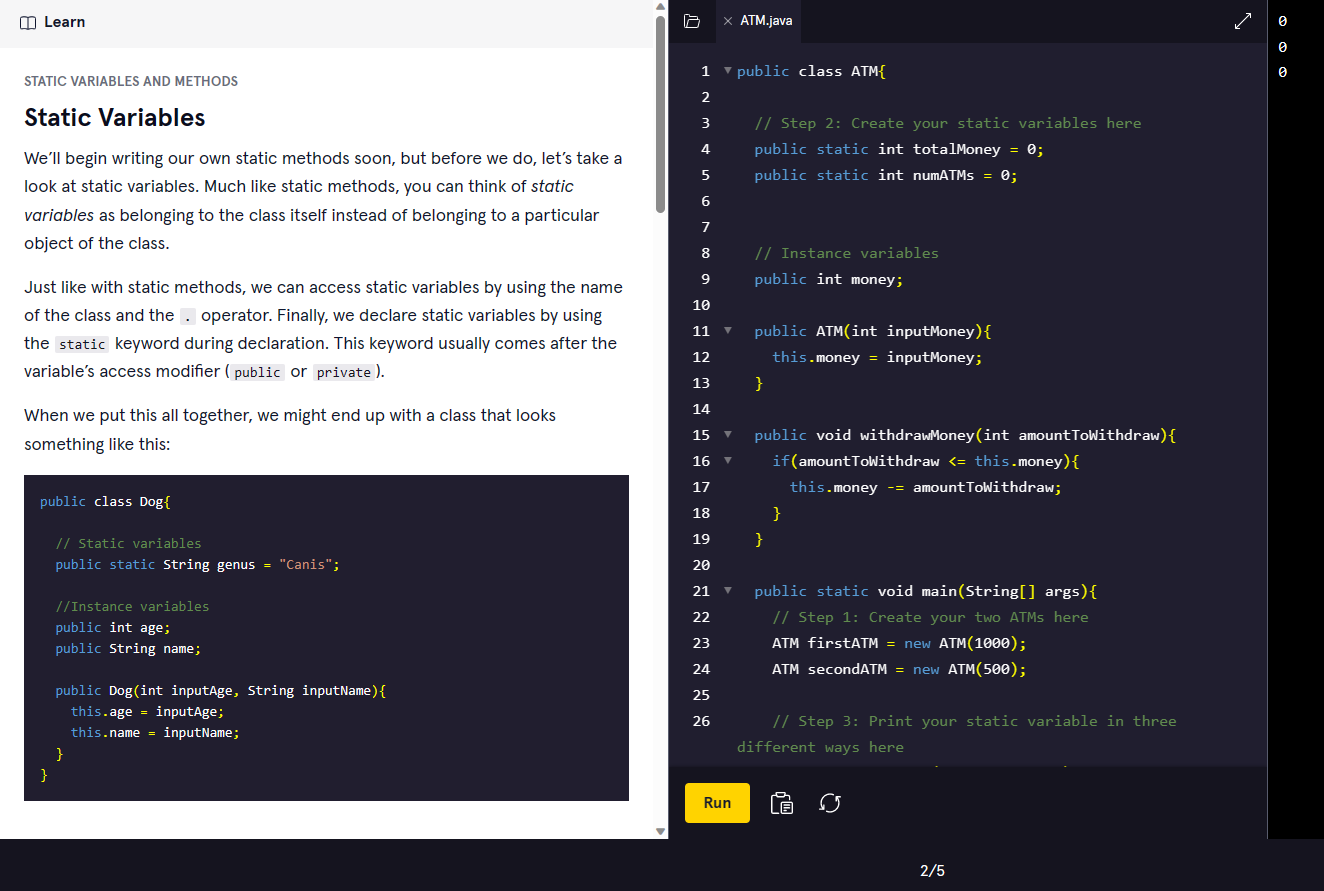 Learn
STATIC VARIABLES AND METHODS
Static Variables
We’ll begin writing our own static methods soon, but before we do, let’s take a
look at static variables. Much like static methods, you can think of static
variables as belonging to the class itself instead of belonging to a particular
object of the class.
Just like with static methods, we can access static variables by using the name
of the class and the . operator. Finally, we declare static variables by using
the static keyword during declaration. This keyword usually comes after the
variable’s access modifier (public or private).
When we put this all together, we might end up with a class that looks
something like this:
public class Dog{
// Static variables
public static String genus = "Canis";
//Instance variables
public int age;
public String name;
public Dog(int inputAge, String inputName){
this.age = inputAge;
this.name = inputName;
}
}
ATM.java
1 public class ATM{
2
3 // Step 2: Create your static variables here
4 public static int totalMoney = 0;
5 public static int numATMs = 0;
6
7
8 // Instance variables
9 public int money;
10
11 public ATM(int inputMoney){
12 this.money = inputMoney;
13 }
14
15 public void withdrawMoney(int amountToWithdraw){
16 if(amountToWithdraw <= this.money){
17 this.money -= amountToWithdraw;
18 }
19 }
20
21 public static void main(String[] args){
22 // Step 1: Create your two ATMs here
23 ATM firstATM = new ATM(1000);
24 ATM secondATM = new ATM(500);
25
26 // Step 3: Print your static variable in three
different ways here
Run
0
0
0
2/5